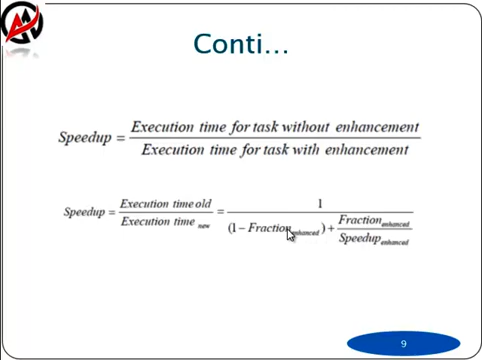 Conti...
Speedup = Execution time for task without enhancement / Execution time for task with enhancement
Speedup = Execution time old / Execution time new = 1 / ((1 − Fraction enhanced) + Fraction enhanced / Speedup enhanced)
9